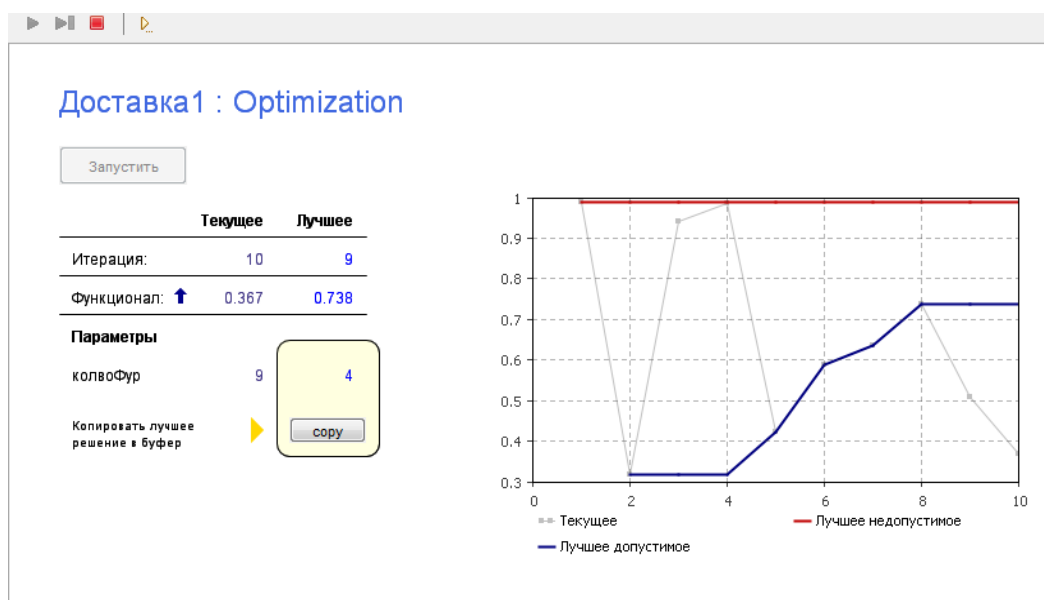 Доставка1 : Optimization
Запустить
Текущее Лучшее
Итерация: 10 9
Функционал: 0.367 0.738
Параметры
колвоФур 9 4
Копировать лучшее
решение в буфер
copy
1
0.9
0.8
0.7
0.6
0.5
0.4
0.3
0 2 4 6 8 10
Текущее Лучшее недопустимое
Лучшее допустимое